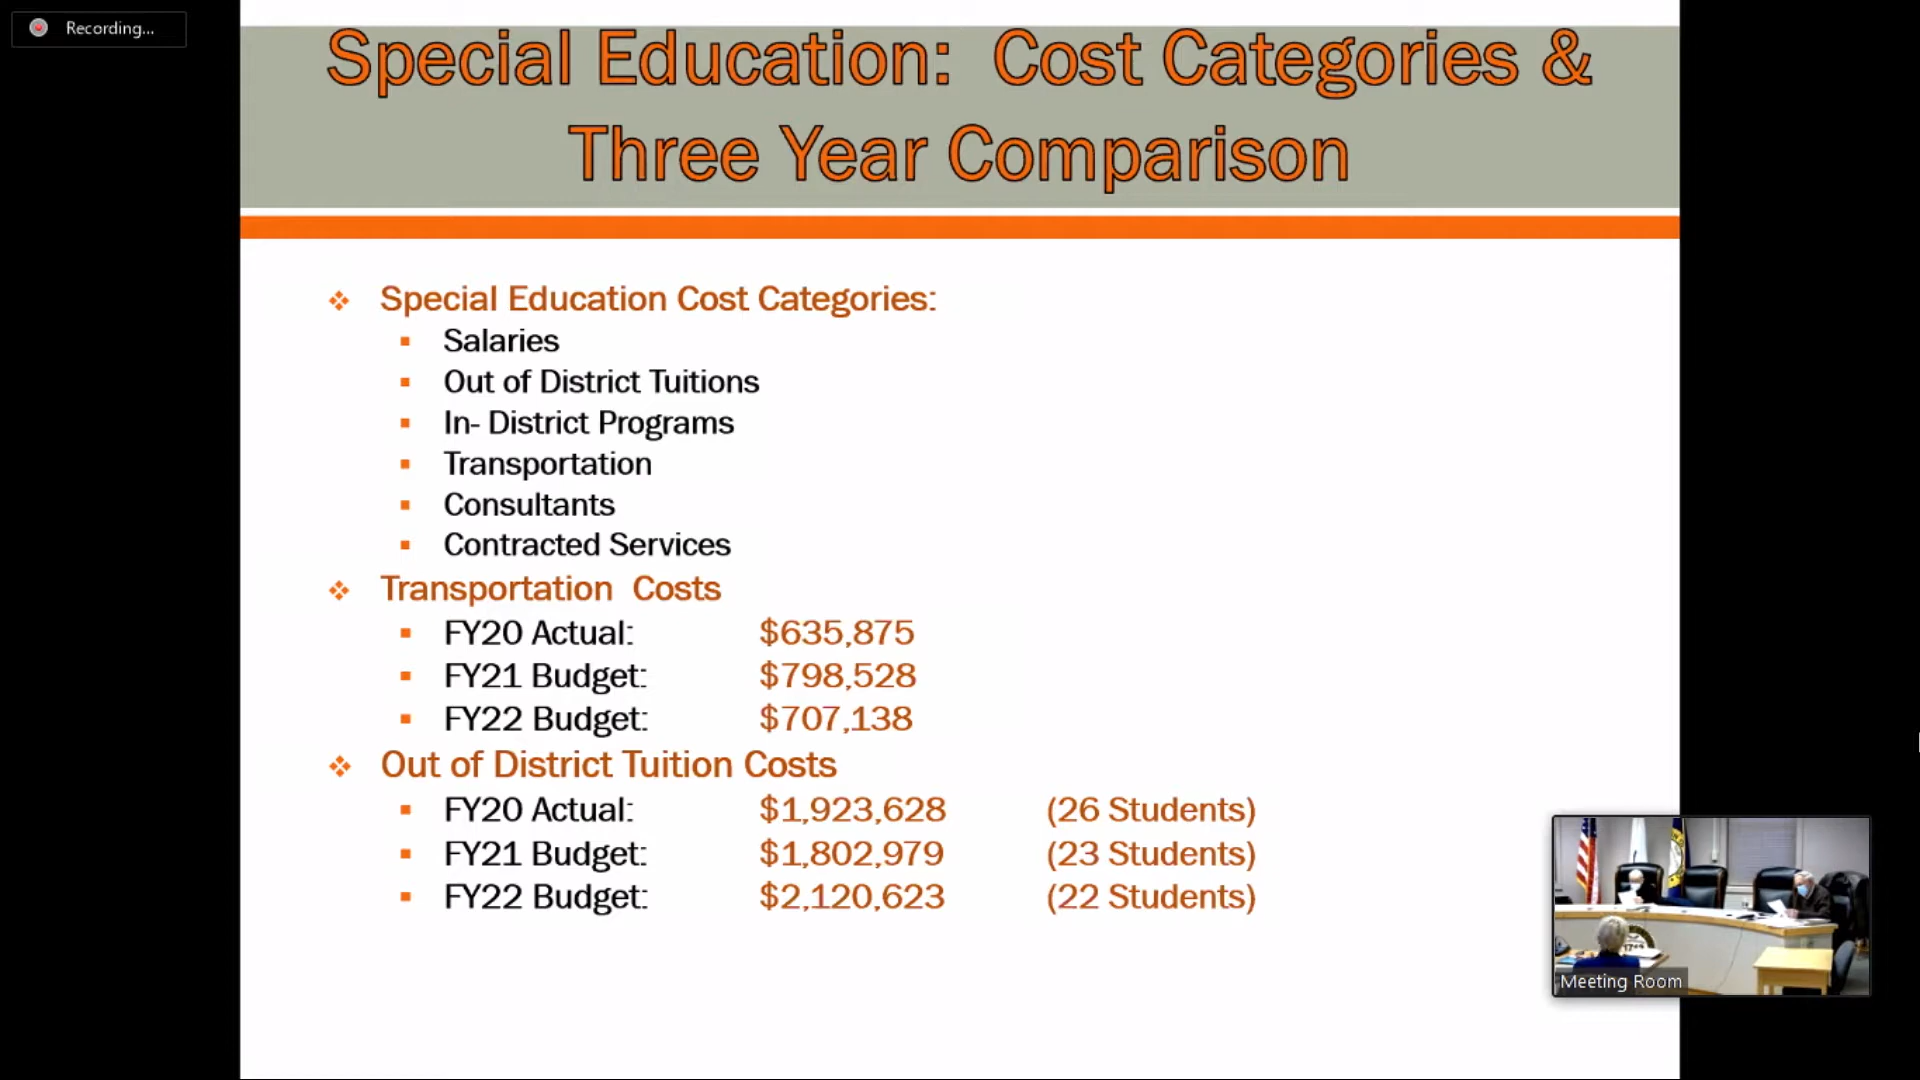 Recording...
Special Education: Cost Categories &
Three Year Comparison
Special Education Cost Categories:
Salaries
Out of District Tuitions
In- District Programs
Transportation
Consultants
Contracted Services
Transportation Costs
FY20 Actual: $635,875
FY21 Budget: $798,528
FY22 Budget: $707,138
Out of District Tuition Costs
FY20 Actual: $1,923,628 (26 Students)
FY21 Budget: $1,802,979 (23 Students)
FY22 Budget: $2,120,623 (22 Students)
Meeting Room